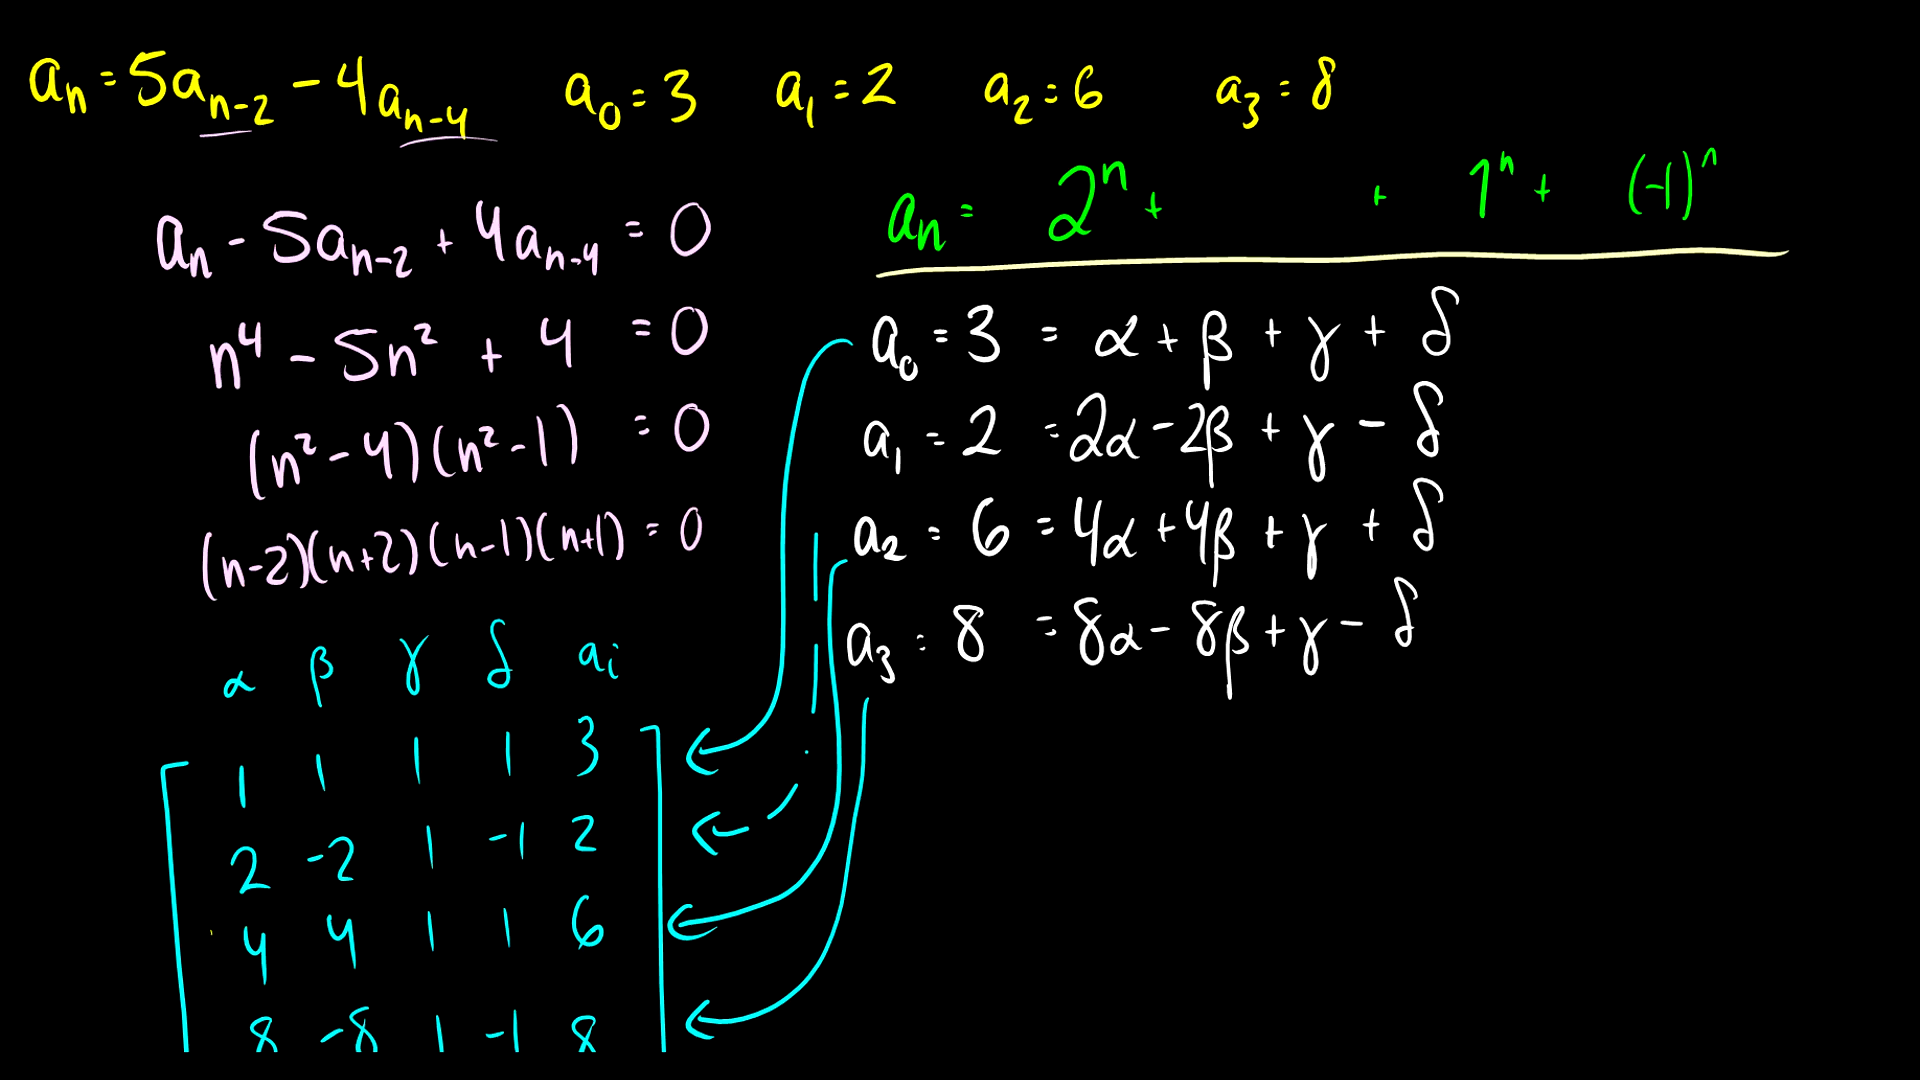 aₙ = 5aₙ₋₂ - 4aₙ₋₄ a₀ = 3 a₁ = 2 a₂ = 6 a₃ = 8
aₙ - 5aₙ₋₂ + 4aₙ₋₄ = 0
n⁴ - 5n² + 4 = 0
(n² - 4)(n² - 1) = 0
(n-2)(n+2)(n-1)(n+1) = 0
aₙ = 2ⁿ + + 1ⁿ + (-1)ⁿ
a₀ = 3 = α + β + γ + δ
a₁ = 2 = 2α - 2β + γ - δ
a₂ = 6 = 4α + 4β + γ + δ
a₃ = 8 = 8α - 8β + γ - δ
α β γ δ aᵢ
1 1 1 1 3
2 -2 1 -1 2
4 4 1 1 6
8 -8 1 -1 8